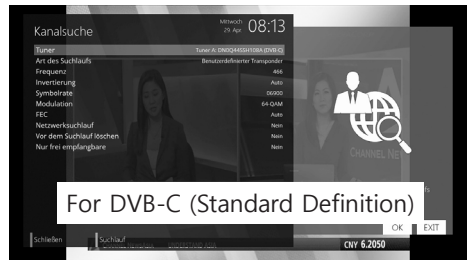 Kanalsuche
Mittwoch
29. Apr 08:13
Tuner Tuner A: DND3Q44SSH108A (DVB-C)
Art des Suchlaufs Benutzerdefinierter Transponder
Frequenz 466
Invertierung Auto
Symbolrate 06900
Modulation 64-QAM
FEC Auto
Netzwerksuchlauf Nein
Vor dem Suchlauf löschen Nein
Nur frei empfangbare Nein
CHANNEL NE
For DVB-C (Standard Definition)
OK EXIT
Schließen Suchlauf
CNY 6.2050